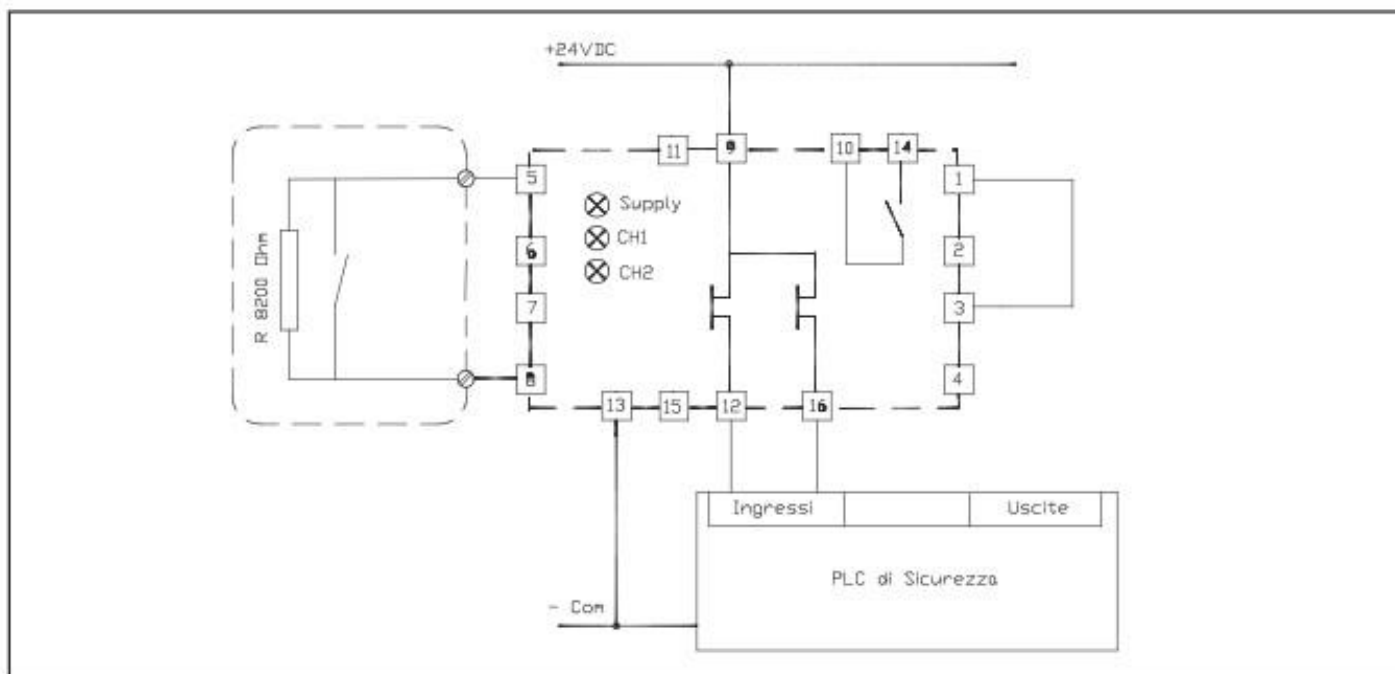 +24VDC
11
9
10
14
5
1
Supply
6
CH1
2
CH2
R 8200 Ohm
7
3
8
4
13
15
12
16
Ingressi
Uscite
PLC di Sicurezza
- Com